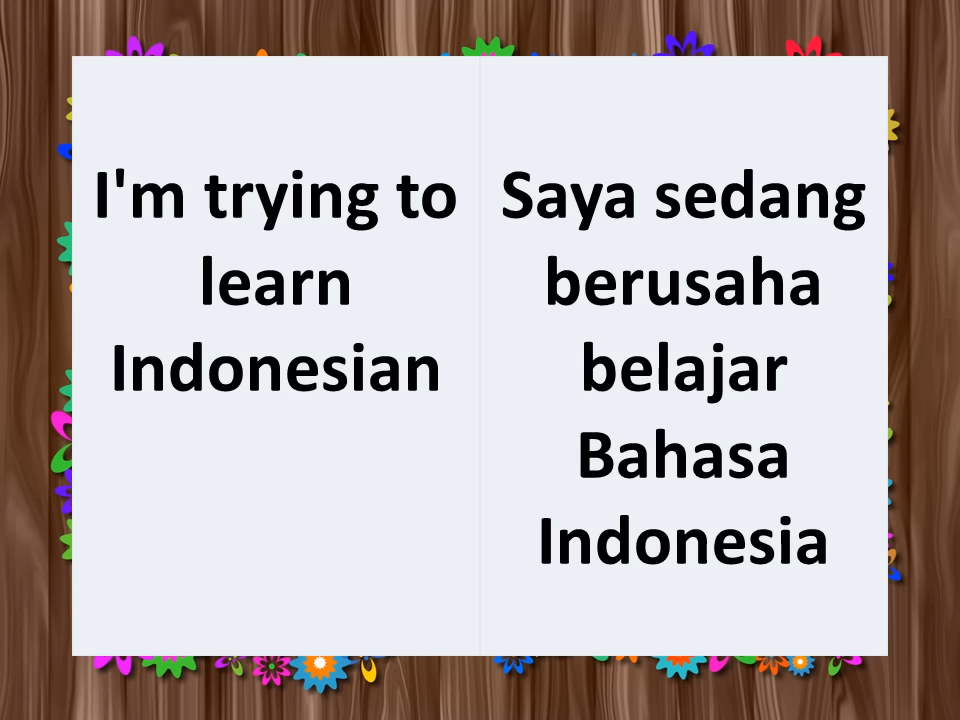 I'm trying to
learn
Indonesian
Saya sedang
berusaha
belajar
Bahasa
Indonesia